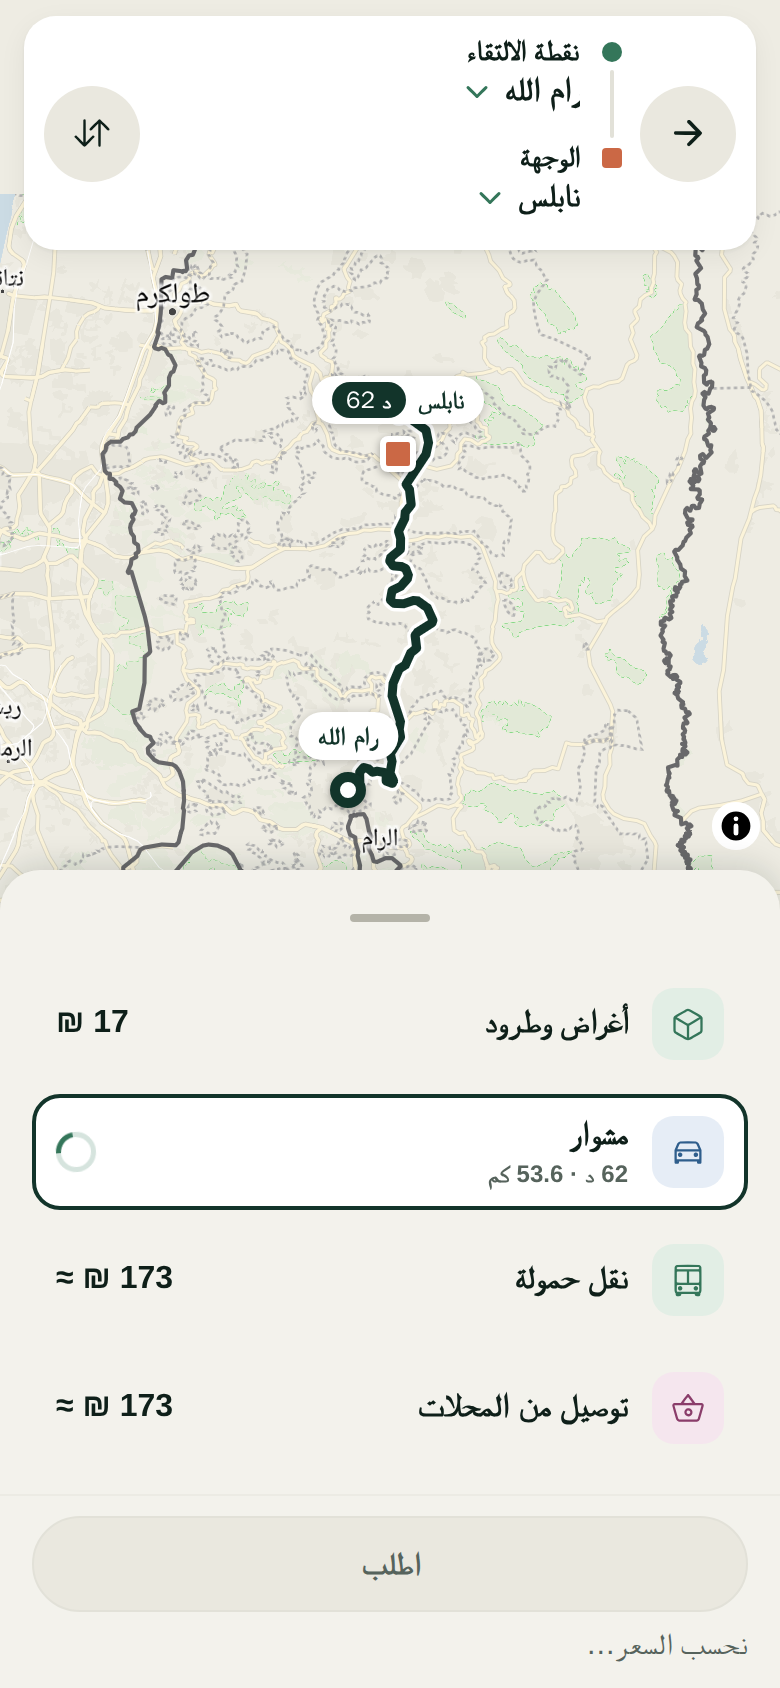 نقطة الالتقاء
رام الله
الوجهة
نابلس
طولكرم
نابلس 62 د
رام الله
الرام
أغراض وطرود
17 ₪
مشوار
62 د · 53.6 كم
نقل حمولة
≈ ₪ 173
توصيل من المحلات
≈ ₪ 173
اطلب
نحسب السعر...